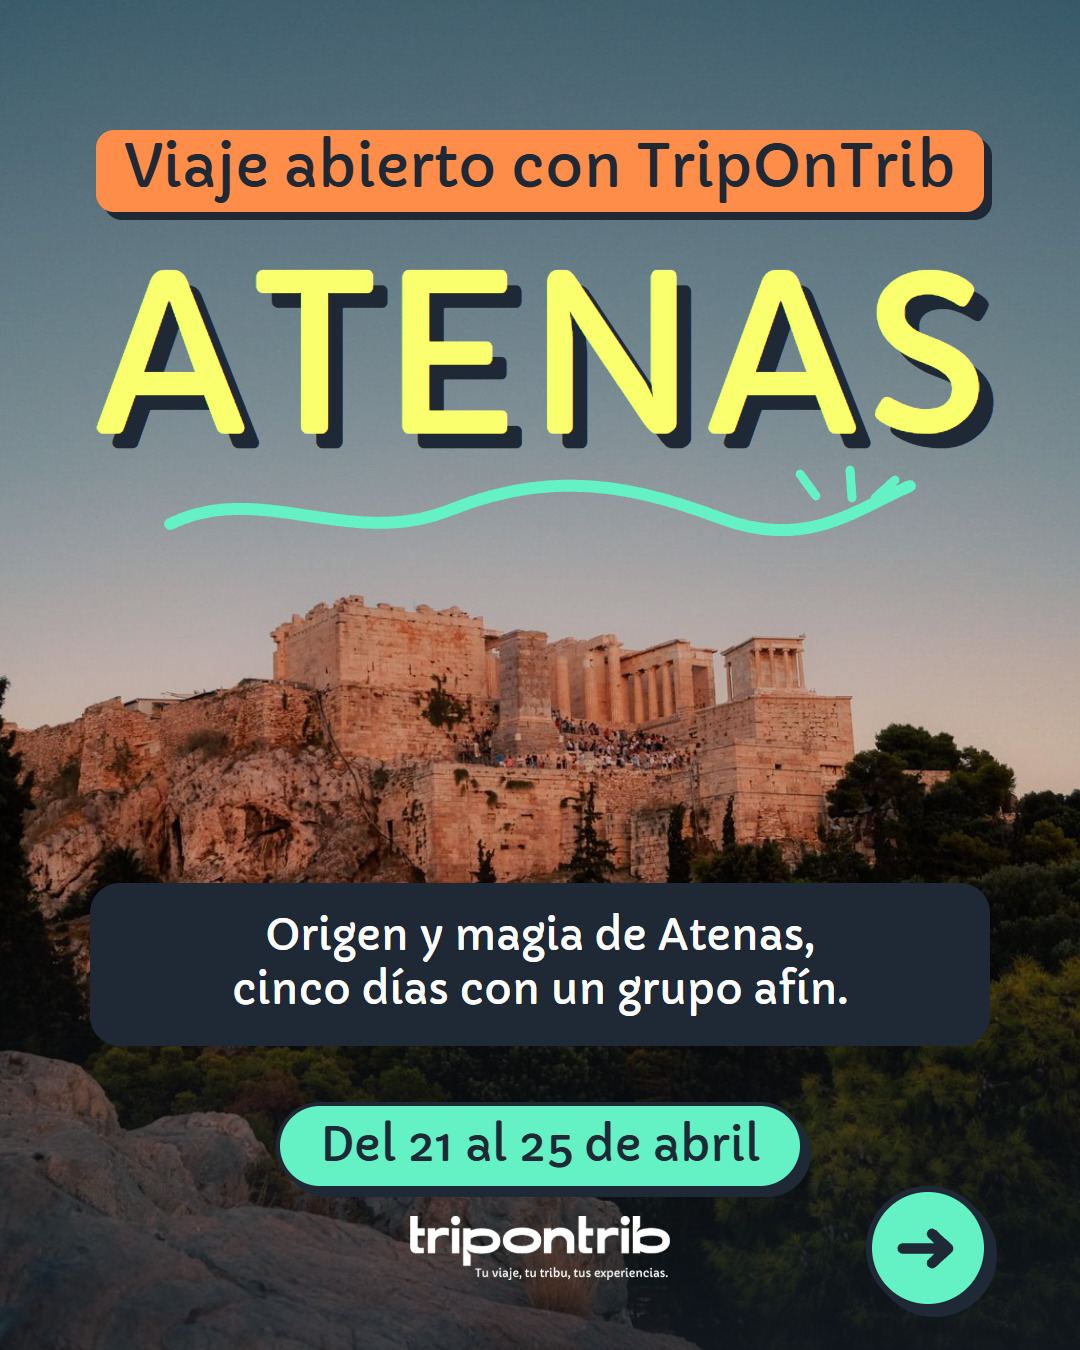 Viaje abierto con TripOnTrib
ATENAS
Origen y magia de Atenas,
cinco días con un grupo afín.
Del 21 al 25 de abril
tripontrib
Tu viaje, tu tribu, tus experiencias.